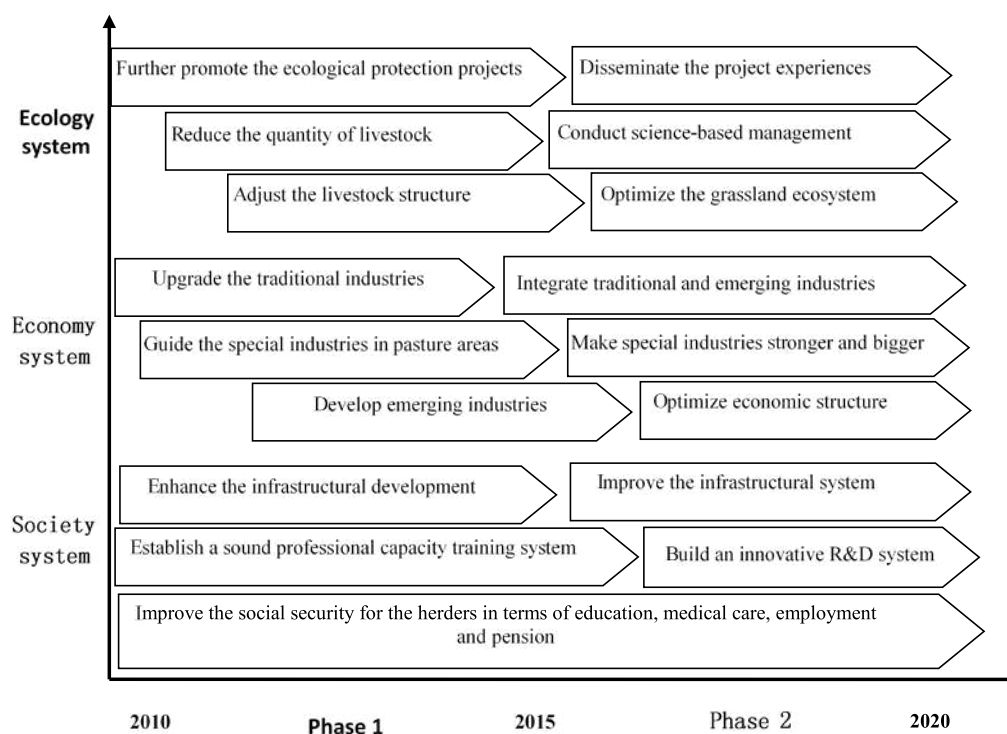 Further promote the ecological protection projects
Disseminate the project experiences
Ecology
system
Reduce the quantity of livestock
Conduct science-based management
Adjust the livestock structure
Optimize the grassland ecosystem
Upgrade the traditional industries
Integrate traditional and emerging industries
Economy
system
Guide the special industries in pasture areas
Make special industries stronger and bigger
Develop emerging industries
Optimize economic structure
Enhance the infrastructural development
Improve the infrastructural system
Society
system
Establish a sound professional capacity training system
Build an innovative R&D system
Improve the social security for the herders in terms of education, medical care, employment
and pension
2010
Phase 1
2015
Phase 2
2020